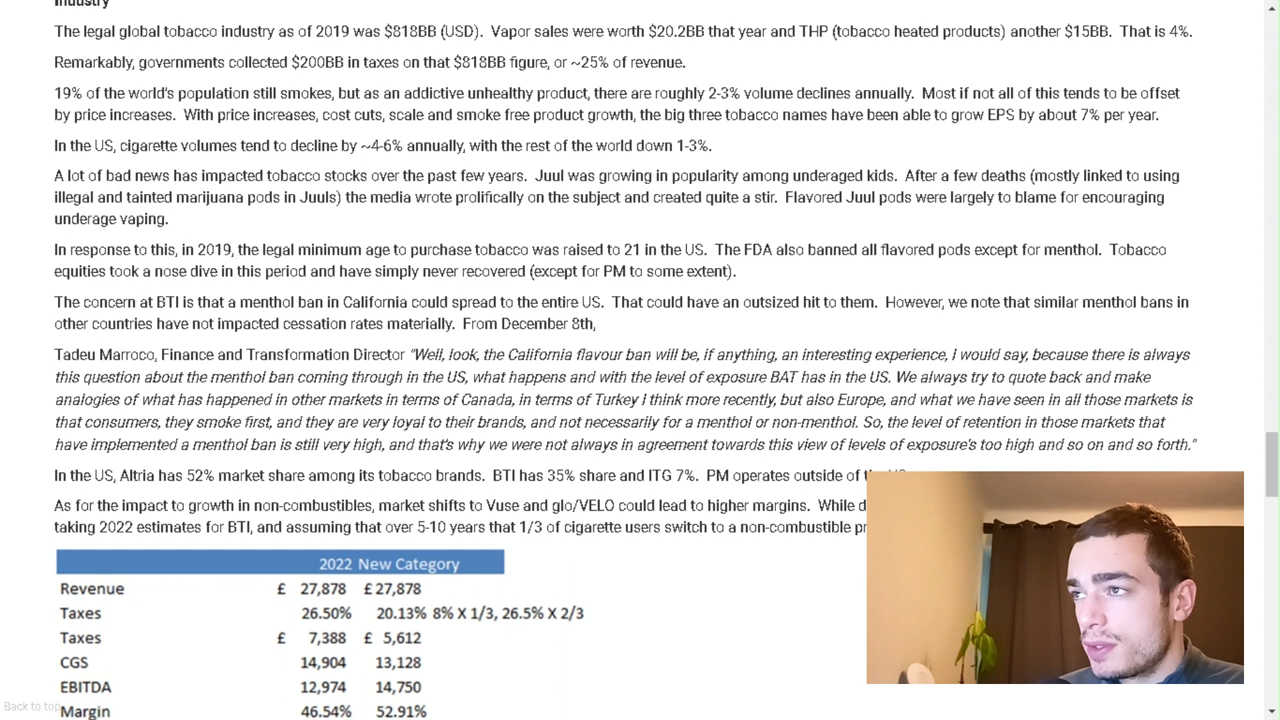 Industry
The legal global tobacco industry as of 2019 was $818BB (USD). Vapor sales were worth $20.2BB that year and THP (tobacco heated products) another $15BB. That is 4%.
Remarkably, governments collected $200BB in taxes on that $818BB figure, or ~25% of revenue.
19% of the world's population still smokes, but as an addictive unhealthy product, there are roughly 2-3% volume declines annually. Most if not all of this tends to be offset
by price increases. With price increases, cost cuts, scale and smoke free product growth, the big three tobacco names have been able to grow EPS by about 7% per year.
In the US, cigarette volumes tend to decline by ~4-6% annually, with the rest of the world down 1-3%.
A lot of bad news has impacted tobacco stocks over the past few years. Juul was growing in popularity among underaged kids. After a few deaths (mostly linked to using
illegal and tainted marijuana pods in Juuls) the media wrote prolifically on the subject and created quite a stir. Flavored Juul pods were largely to blame for encouraging
underage vaping.
In response to this, in 2019, the legal minimum age to purchase tobacco was raised to 21 in the US. The FDA also banned all flavored pods except for menthol. Tobacco
equities took a nose dive in this period and have simply never recovered (except for PM to some extent).
The concern at BTI is that a menthol ban in California could spread to the entire US. That could have an outsized hit to them. However, we note that similar menthol bans in
other countries have not impacted cessation rates materially. From December 8th,
Tadeu Marroco, Finance and Transformation Director "Well, look, the California flavour ban will be, if anything, an interesting experience, I would say, because there is always
this question about the menthol ban coming through in the US, what happens and with the level of exposure BAT has in the US. We always try to quote back and make
analogies of what has happened in other markets in terms of Canada, in terms of Turkey I think more recently, but also Europe, and what we have seen in all those markets is
that consumers, they smoke first, and they are very loyal to their brands, and not necessarily for a menthol or non-menthol. So, the level of retention in those markets that
have implemented a menthol ban is still very high, and that's why we were not always in agreement towards this view of levels of exposure's too high and so on and so forth."
In the US, Altria has 52% market share among its tobacco brands. BTI has 35% share and ITG 7%. PM operates outside of
As for the impact to growth in non-combustibles, market shifts to Vuse and glo/VELO could lead to higher margins. While
taking 2022 estimates for BTI, and assuming that over 5-10 years that 1/3 of cigarette users switch to a non-combustible
2022 New Category
Revenue £ 27,878 £ 27,878
Taxes 26.50% 20.13% 8% X 1/3, 26.5% X 2/3
Taxes £ 7,388 £ 5,612
CGS 14,904 13,128
EBITDA 12,974 14,750
Margin 46.54% 52.91%
Back to top